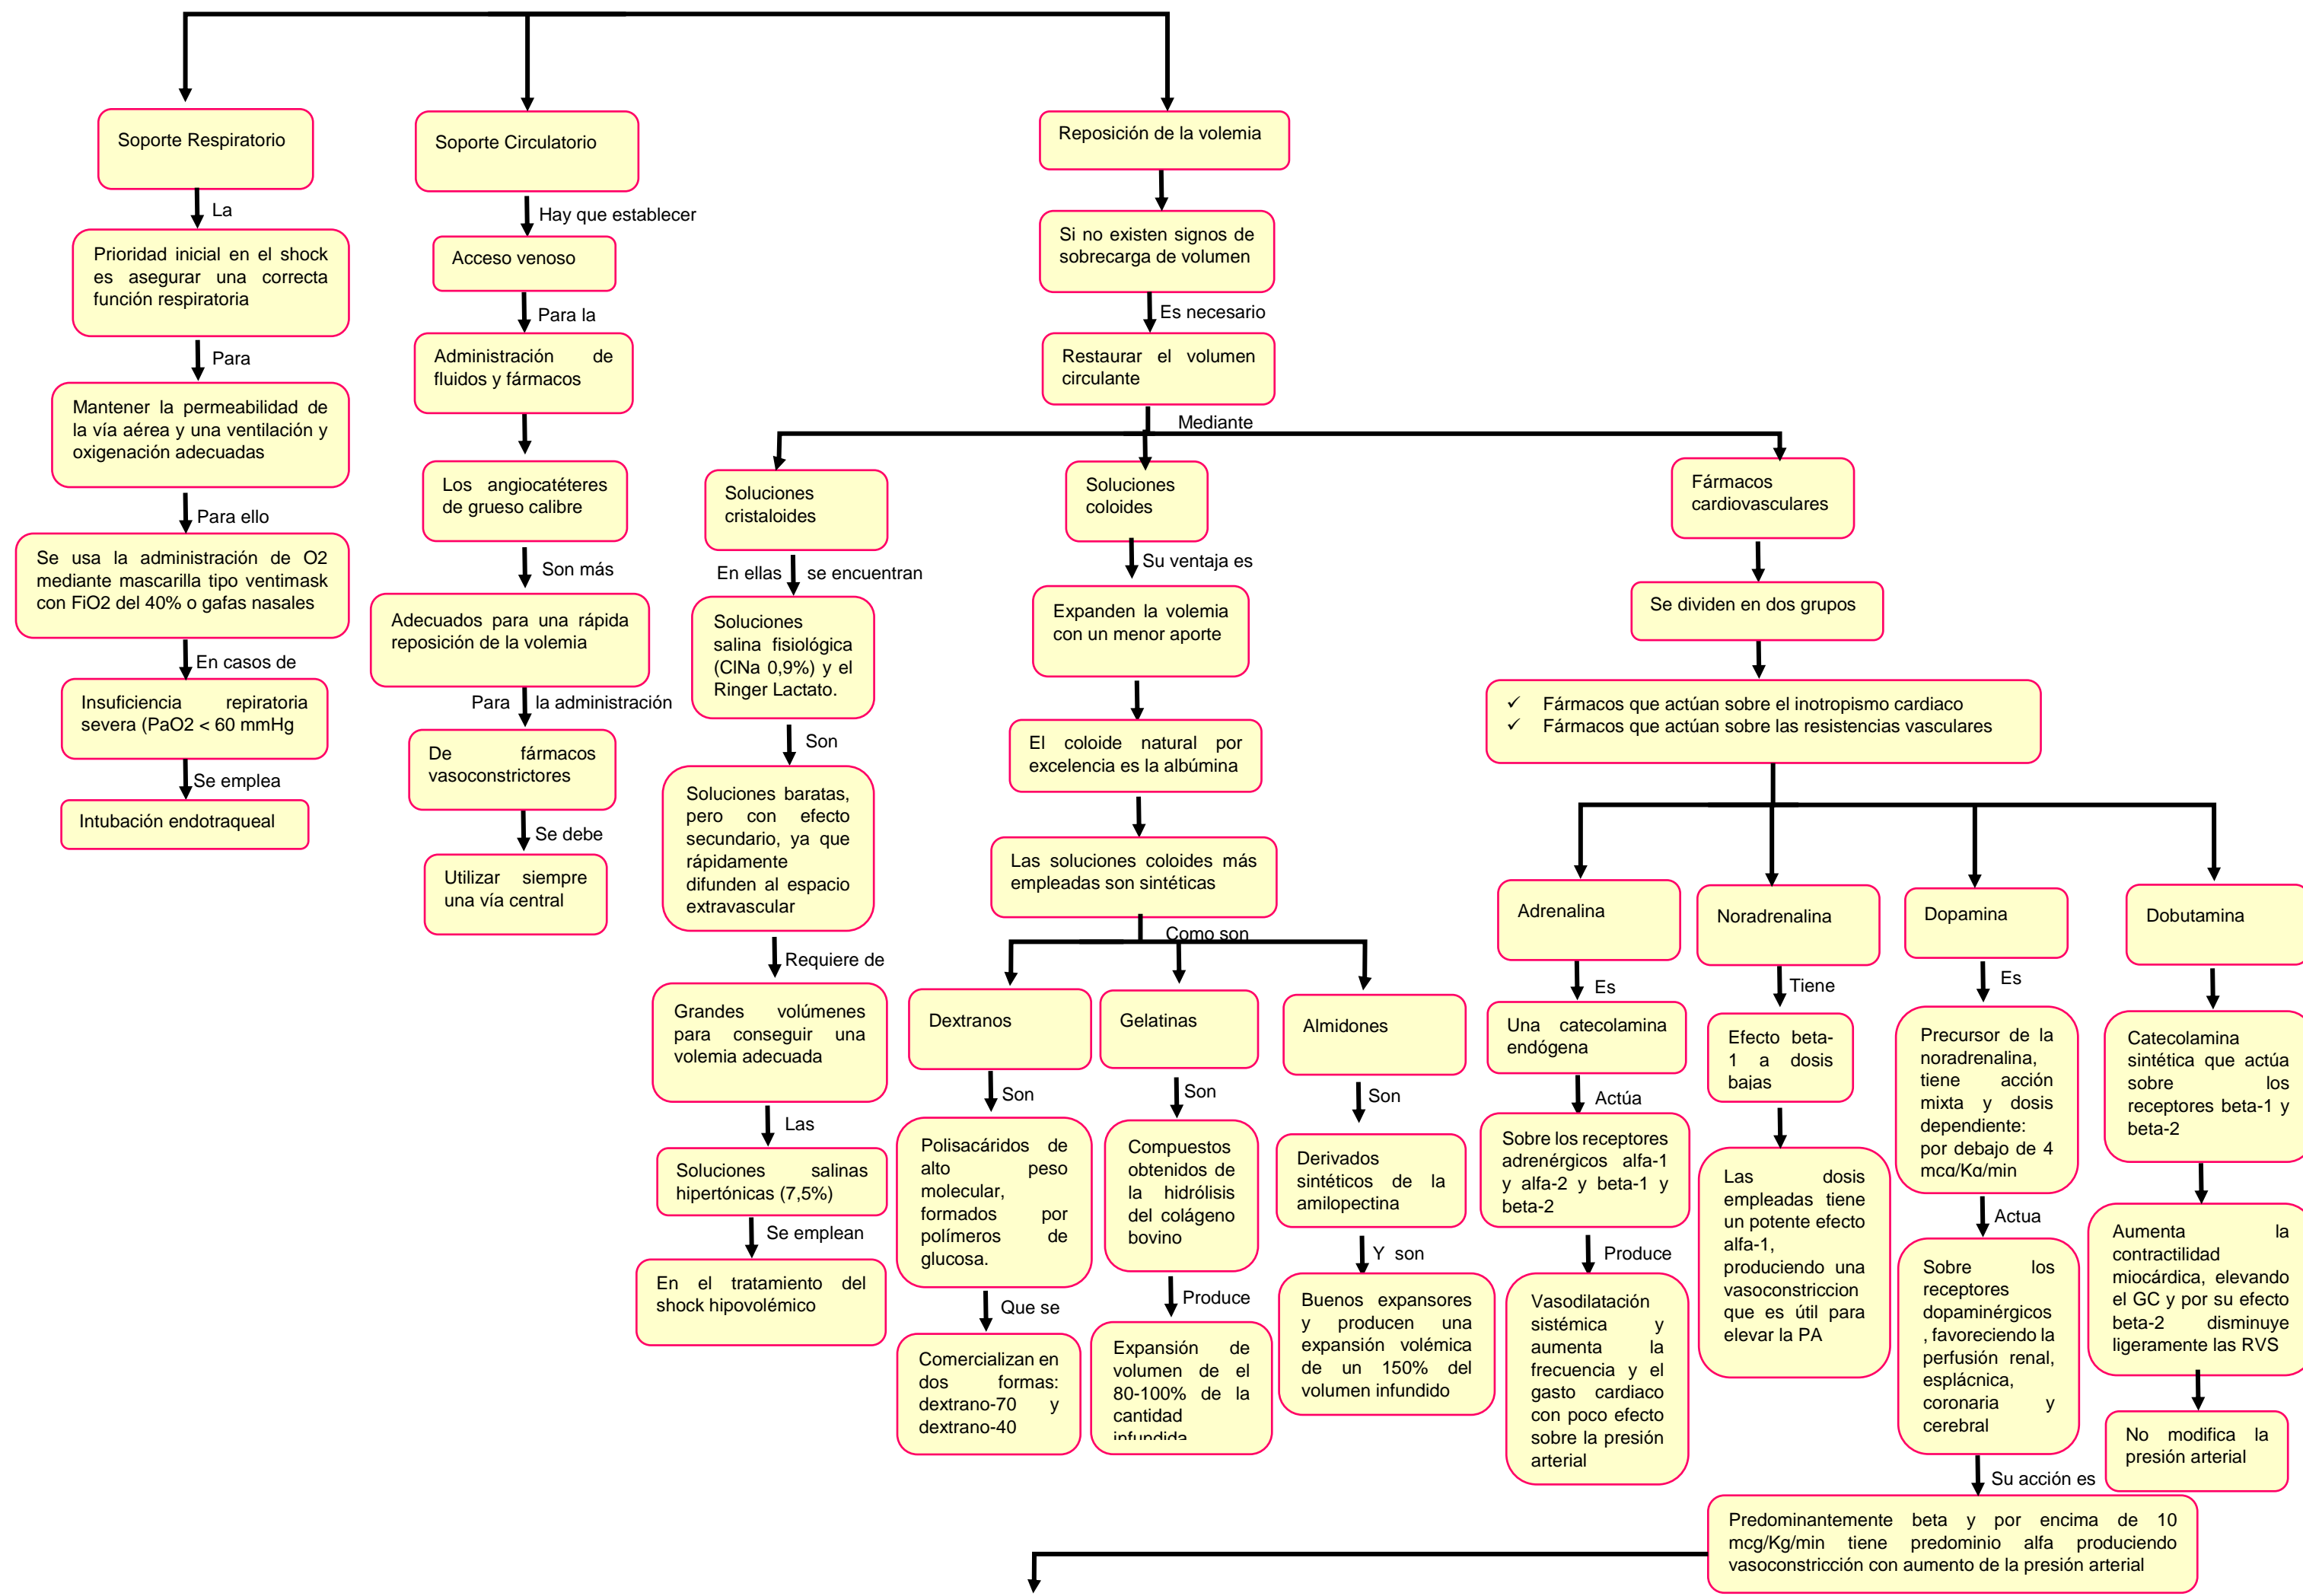 Soporte Respiratorio
La
Prioridad inicial en el shock
es asegurar una correcta
función respiratoria
Para
Mantener la permeabilidad de
la vía aérea y una ventilación y
oxigenación adecuadas
Para ello
Se usa la administración de O2
mediante mascarilla tipo ventimask
con FiO2 del 40% o gafas nasales
En casos de
Insuficiencia repiratoria
severa (PaO2 < 60 mmHg
Se emplea
Intubación endotraqueal
Soporte Circulatorio
Hay que establecer
Acceso venoso
Para la
Administración de
fluidos y fármacos
Los angiocatéteres
de grueso calibre
Son más
Adecuados para una rápida
reposición de la volemia
Para la administración
De fármacos
vasoconstrictores
Se debe
Utilizar siempre
una vía central
Reposición de la volemia
Si no existen signos de
sobrecarga de volumen
Es necesario
Restaurar el volumen
circulante
Mediante
Soluciones
cristaloides
En ellas se encuentran
Soluciones
salina fisiológica
(ClNa 0,9%) y el
Ringer Lactato.
Son
Soluciones baratas,
pero con efecto
secundario, ya que
rápidamente
difunden al espacio
extravascular
Requiere de
Grandes volúmenes
para conseguir una
volemia adecuada
Las
Soluciones salinas
hipertónicas (7,5%)
Se emplean
En el tratamiento del
shock hipovolémico
Soluciones
coloides
Su ventaja es
Expanden la volemia
con un menor aporte
El coloide natural por
excelencia es la albúmina
Las soluciones coloides más
empleadas son sintéticas
Como son
Dextranos
Son
Polisacáridos de
alto peso
molecular,
formados por
polímeros de
glucosa.
Que se
Comercializan en
dos formas:
dextrano-70 y
dextrano-40
Gelatinas
Son
Compuestos
obtenidos de
la hidrólisis
del colágeno
bovino
Produce
Expansión de
volumen de el
80-100% de la
cantidad
infundida
Almidones
Son
Derivados
sintéticos de la
amilopectina
Y son
Buenos expansores
y producen una
expansión volémica
de un 150% del
volumen infundido
Fármacos
cardiovasculares
Se dividen en dos grupos
✓ Fármacos que actúan sobre el inotropismo cardiaco
✓ Fármacos que actúan sobre las resistencias vasculares
Adrenalina
Es
Una catecolamina
endógena
Actúa
Sobre los receptores
adrenérgicos alfa-1
y alfa-2 y beta-1 y
beta-2
Produce
Vasodilatación
sistémica y
aumenta la
frecuencia y el
gasto cardiaco
con poco efecto
sobre la presión
arterial
Noradrenalina
Tiene
Efecto beta-
1 a dosis
bajas
Las dosis
empleadas tiene
un potente efecto
alfa-1,
produciendo una
vasoconstriccion
que es útil para
elevar la PA
Dopamina
Es
Precursor de la
noradrenalina,
tiene acción
mixta y dosis
dependiente:
por debajo de 4
mcg/Kg/min
Actua
Sobre los
receptores
dopaminérgicos
, favoreciendo la
perfusión renal,
esplácnica,
coronaria y
cerebral
Su acción es
Predominantemente beta y por encima de 10
mcg/Kg/min tiene predominio alfa produciendo
vasoconstricción con aumento de la presión arterial
Dobutamina
Catecolamina
sintética que actúa
sobre los
receptores beta-1 y
beta-2
Aumenta la
contractilidad
miocárdica, elevando
el GC y por su efecto
beta-2 disminuye
ligeramente las RVS
No modifica la
presión arterial